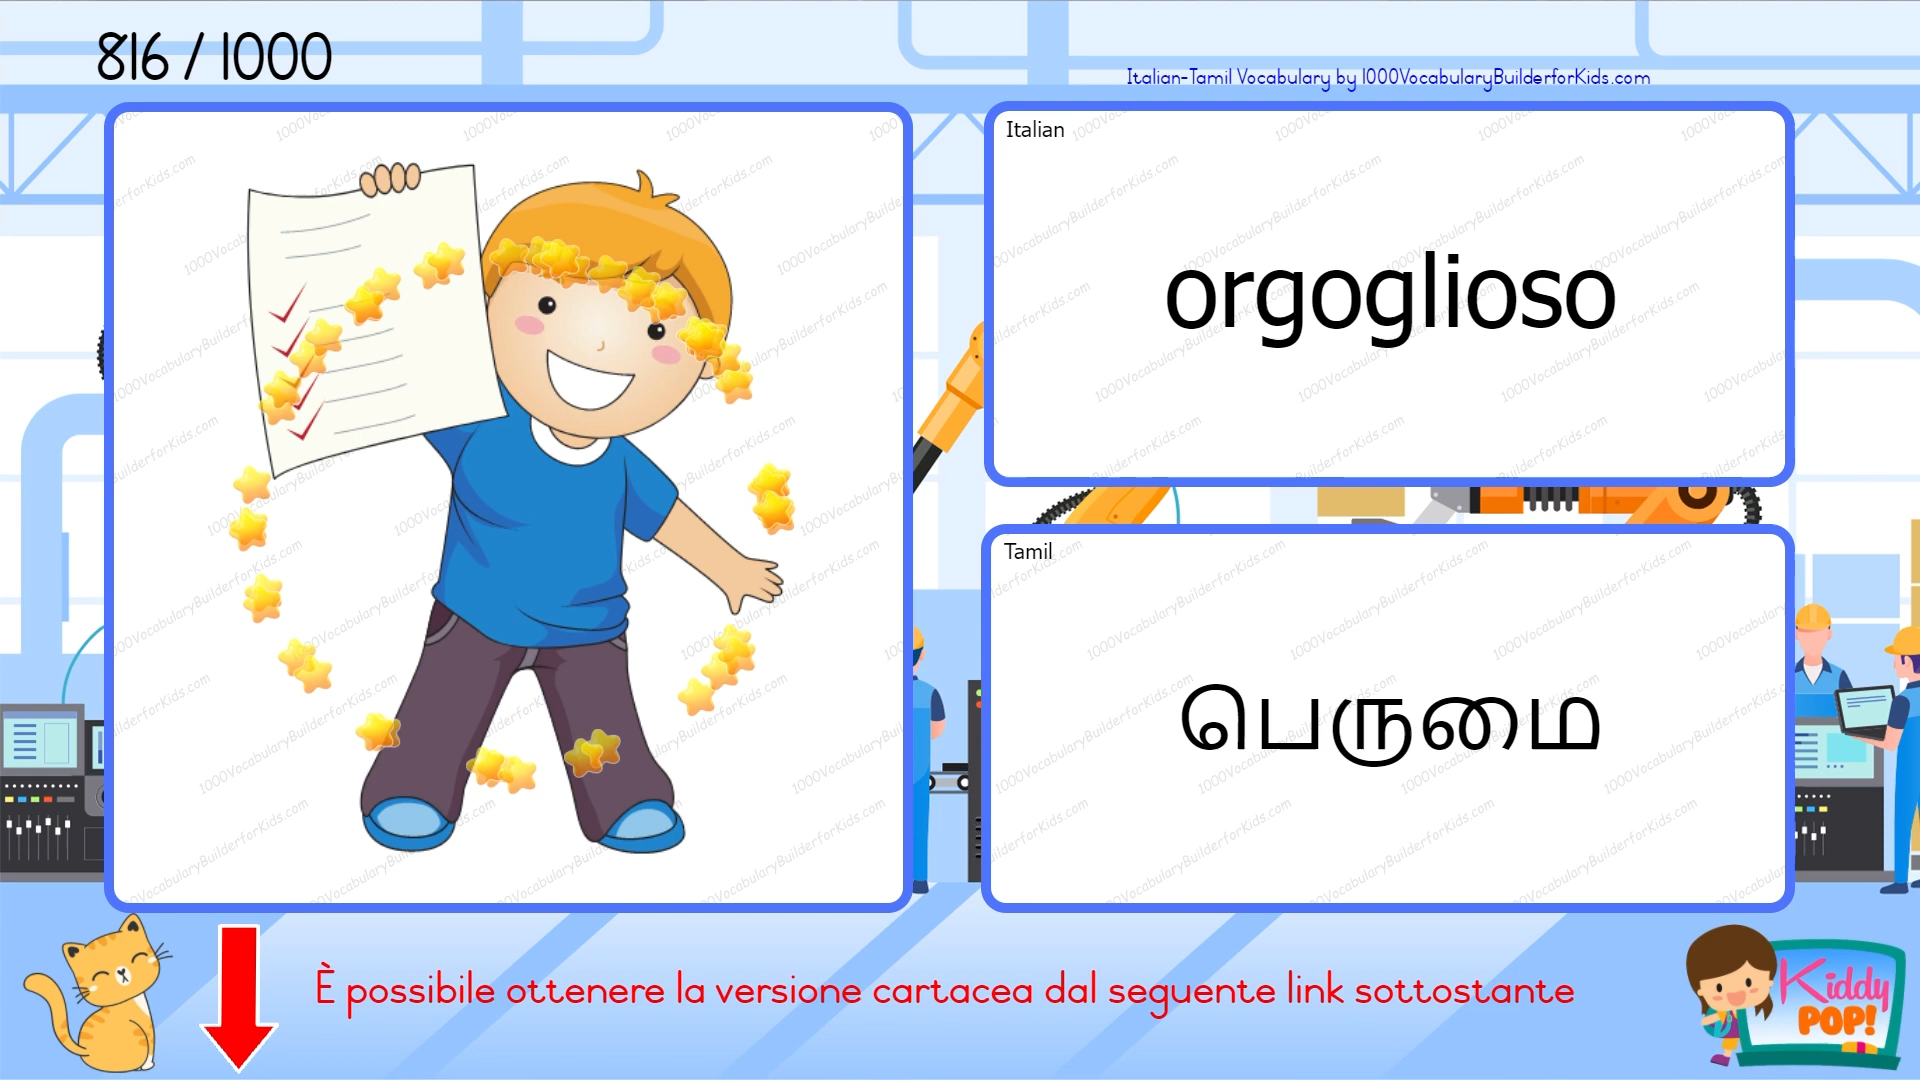 816 / 1000
Italian-Tamil Vocabulary by 1000VocabularyBuilderforKids.com
Italian
orgoglioso
Tamil
பெருமை
È possibile ottenere la versione cartacea dal seguente link sottostante
Kiddy
POP!